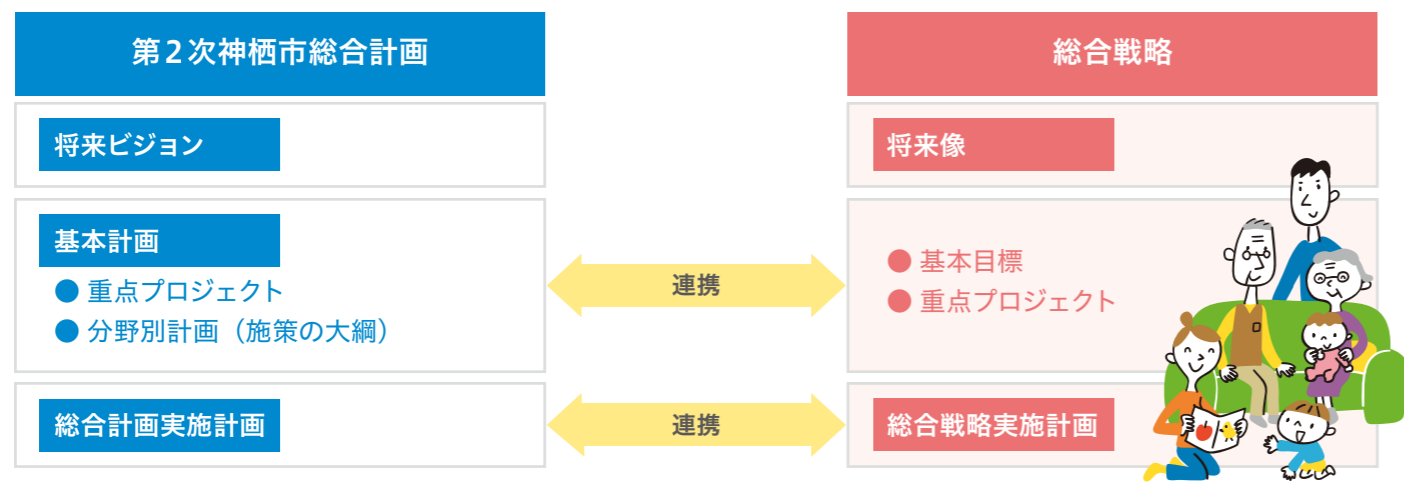 第2次神栖市総合計画
将来ビジョン
基本計画
● 重点プロジェクト
● 分野別計画（施策の大綱）
総合計画実施計画
連携
連携
総合戦略
将来像
● 基本目標
● 重点プロジェクト
総合戦略実施計画